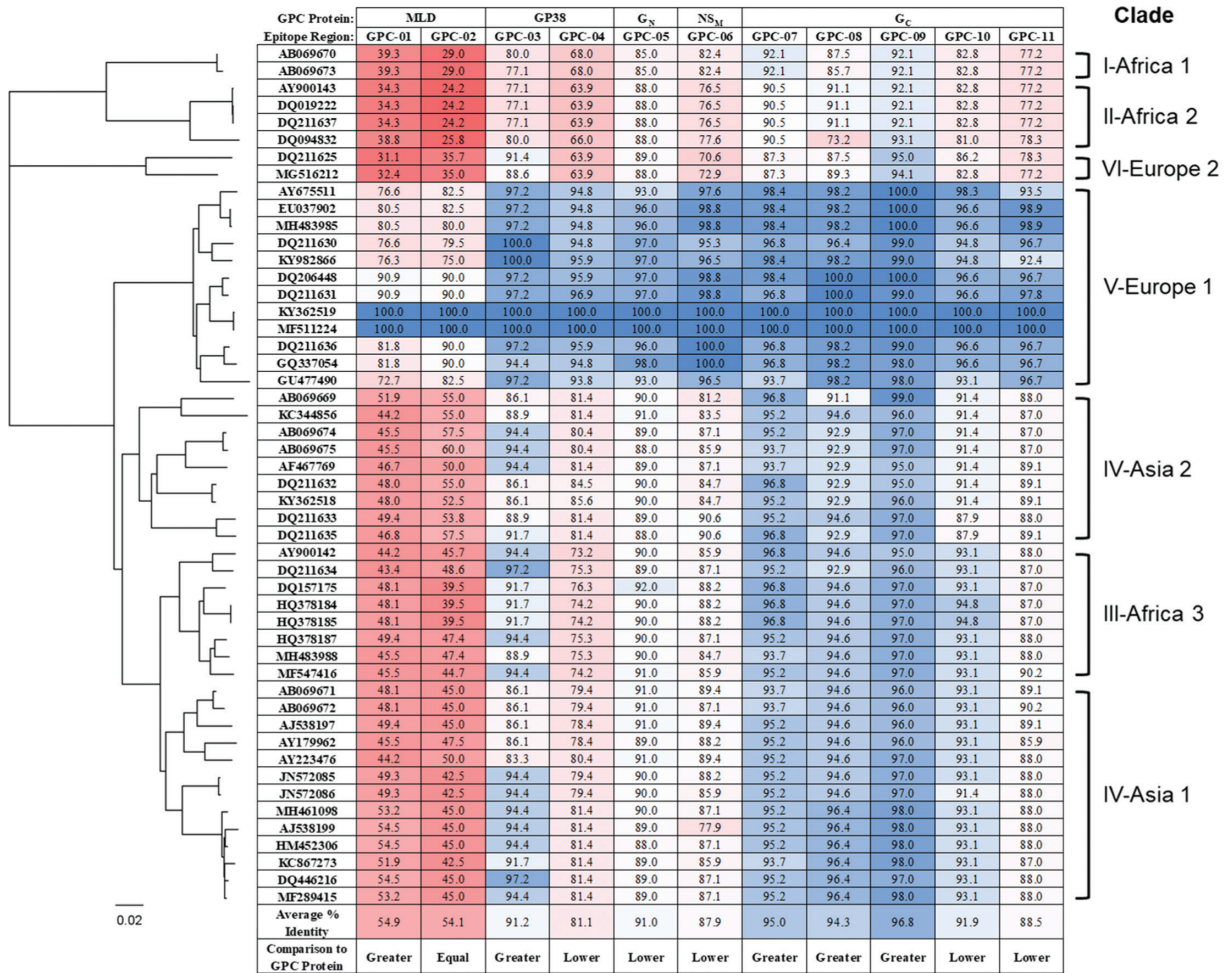 GPC Protein: MLD GP38 GN NSM GC Clade
Epitope Region: GPC-01 GPC-02 GPC-03 GPC-04 GPC-05 GPC-06 GPC-07 GPC-08 GPC-09 GPC-10 GPC-11
AB069670 39.3 29.0 80.0 68.0 85.0 82.4 92.1 87.5 92.1 82.8 77.2
I-Africa 1
AB069673 39.3 29.0 77.1 68.0 85.0 82.4 92.1 85.7 92.1 82.8 77.2
AY900143 34.3 24.2 77.1 63.9 88.0 76.5 90.5 91.1 92.1 82.8 77.2
DQ019222 34.3 24.2 77.1 63.9 88.0 76.5 90.5 91.1 92.1 82.8 77.2
II-Africa 2
DQ211637 34.3 24.2 77.1 63.9 88.0 76.5 90.5 91.1 92.1 82.8 77.2
DQ094832 38.8 25.8 80.0 66.0 88.0 77.6 90.5 73.2 93.1 81.0 78.3
DQ211625 31.1 35.7 91.4 63.9 89.0 70.6 87.3 87.5 95.0 86.2 78.3
VI-Europe 2
MG516212 32.4 35.0 88.6 63.9 88.0 72.9 87.3 89.3 94.1 82.8 77.2
AY675511 76.6 82.5 97.2 94.8 93.0 97.6 98.4 98.2 100.0 98.3 93.5
EU037902 80.5 82.5 97.2 94.8 96.0 98.8 98.4 98.2 100.0 96.6 98.9
MH483985 80.5 80.0 97.2 94.8 96.0 98.8 98.4 98.2 100.0 96.6 98.9
DQ211630 76.6 79.5 100.0 94.8 97.0 95.3 96.8 96.4 99.0 94.8 96.7
KY982866 76.3 75.0 100.0 95.9 97.0 96.5 98.4 98.2 99.0 94.8 92.4
DQ206448 90.9 90.0 97.2 95.9 97.0 98.8 98.4 100.0 100.0 96.6 96.7
V-Europe 1
DQ211631 90.9 90.0 97.2 96.9 97.0 98.8 96.8 100.0 99.0 96.6 97.8
KY362519 100.0 100.0 100.0 100.0 100.0 100.0 100.0 100.0 100.0 100.0 100.0
MF511224 100.0 100.0 100.0 100.0 100.0 100.0 100.0 100.0 100.0 100.0 100.0
DQ211636 81.8 90.0 97.2 95.9 96.0 100.0 96.8 98.2 99.0 96.6 96.7
GQ337054 81.8 90.0 94.4 94.8 98.0 100.0 96.8 98.2 98.0 96.6 96.7
GU477490 72.7 82.5 97.2 93.8 93.0 96.5 93.7 98.2 98.0 93.1 96.7
AB069669 51.9 55.0 86.1 81.4 90.0 81.2 96.8 91.1 99.0 91.4 88.0
KC344856 44.2 55.0 88.9 81.4 91.0 83.5 95.2 94.6 96.0 91.4 87.0
AB069674 45.5 57.5 94.4 80.4 89.0 87.1 95.2 92.9 97.0 91.4 87.0
AB069675 45.5 60.0 94.4 80.4 88.0 85.9 93.7 92.9 97.0 91.4 87.0
IV-Asia 2
AF467769 46.7 50.0 94.4 81.4 89.0 87.1 93.7 92.9 95.0 91.4 89.1
DQ211632 48.0 55.0 86.1 84.5 90.0 84.7 96.8 92.9 95.0 91.4 89.1
KY362518 48.0 52.5 86.1 85.6 90.0 84.7 95.2 92.9 96.0 91.4 89.1
DQ211633 49.4 53.8 88.9 81.4 89.0 90.6 95.2 94.6 97.0 87.9 88.0
DQ211635 46.8 57.5 91.7 81.4 88.0 90.6 96.8 92.9 97.0 87.9 89.1
AY900142 44.2 45.7 94.4 73.2 90.0 85.9 96.8 94.6 95.0 93.1 88.0
DQ211634 43.4 48.6 97.2 75.3 89.0 87.1 95.2 92.9 96.0 93.1 87.0
DQ157175 48.1 39.5 91.7 76.3 92.0 88.2 96.8 94.6 97.0 93.1 87.0
HQ378184 48.1 39.5 91.7 74.2 90.0 88.2 96.8 94.6 97.0 94.8 87.0
III-Africa 3
HQ378185 48.1 39.5 91.7 74.2 90.0 88.2 96.8 94.6 97.0 94.8 87.0
HQ378187 49.4 47.4 94.4 75.3 90.0 87.1 95.2 94.6 97.0 93.1 88.0
MH483988 45.5 47.4 88.9 75.3 90.0 84.7 93.7 94.6 97.0 93.1 88.0
MF547416 45.5 44.7 94.4 74.2 91.0 85.9 95.2 94.6 97.0 93.1 90.2
AB069671 48.1 45.0 86.1 79.4 91.0 89.4 93.7 94.6 96.0 93.1 89.1
AB069672 48.1 45.0 86.1 79.4 91.0 87.1 93.7 94.6 96.0 93.1 90.2
AJ538197 49.4 45.0 86.1 78.4 91.0 89.4 95.2 94.6 96.0 93.1 89.1
AY179962 45.5 47.5 86.1 78.4 89.0 88.2 95.2 94.6 96.0 93.1 85.9
AY223476 44.2 50.0 83.3 80.4 91.0 89.4 95.2 94.6 97.0 93.1 88.0
JN572085 49.3 42.5 94.4 79.4 90.0 88.2 95.2 94.6 97.0 93.1 88.0
IV-Asia 1
JN572086 49.3 42.5 94.4 79.4 90.0 85.9 95.2 94.6 97.0 91.4 88.0
MH461098 53.2 45.0 94.4 81.4 90.0 87.1 95.2 96.4 98.0 93.1 88.0
AJ538199 54.5 45.0 94.4 81.4 89.0 77.9 95.2 96.4 98.0 93.1 88.0
HM452306 54.5 45.0 94.4 81.4 88.0 87.1 95.2 96.4 98.0 93.1 88.0
KC867273 51.9 42.5 91.7 81.4 89.0 85.9 93.7 96.4 98.0 93.1 87.0
DQ446216 54.5 45.0 97.2 81.4 89.0 87.1 95.2 96.4 97.0 93.1 88.0
MF289415 53.2 45.0 94.4 81.4 89.0 87.1 95.2 96.4 98.0 93.1 88.0
0.02
Average % Identity 54.9 54.1 91.2 81.1 91.0 87.9 95.0 94.3 96.8 91.9 88.5
Comparison to GPC Protein Greater Equal Greater Lower Lower Lower Greater Greater Greater Lower Lower